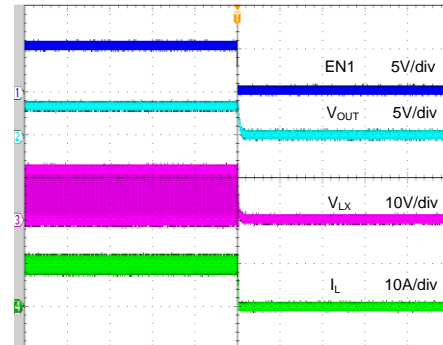 T
EN1 5V/div
1
VOUT 5V/div
2
VLX 10V/div
3
IL 10A/div
4